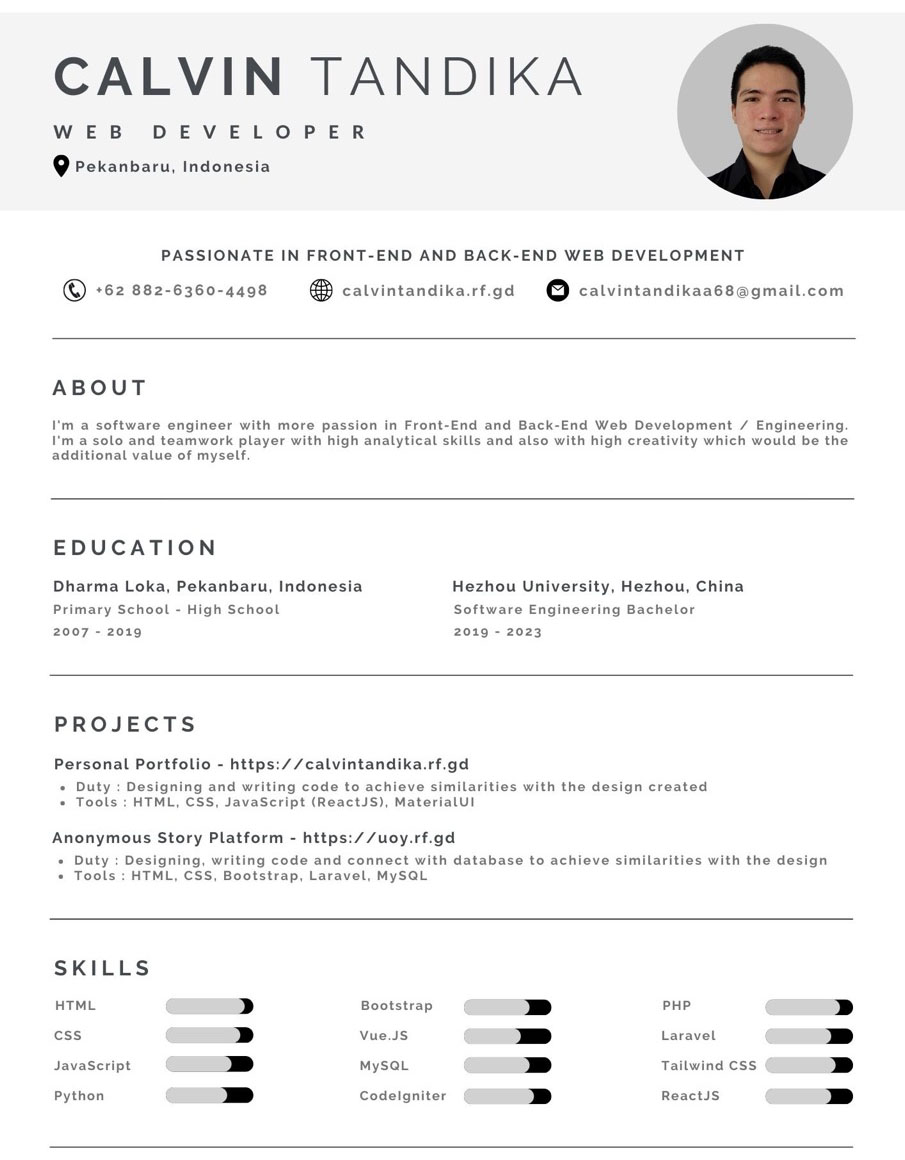 CALVIN TANDIKA
WEB DEVELOPER
Pekanbaru, Indonesia
PASSIONATE IN FRONT-END AND BACK-END WEB DEVELOPMENT
+62 882-6360-4498
calvintandika.rf.gd
calvintandikaa68@gmail.com
ABOUT
I'm a software engineer with more passion in Front-End and Back-End Web Development / Engineering.
I'm a solo and teamwork player with high analytical skills and also with high creativity which would be the
additional value of myself.
EDUCATION
Dharma Loka, Pekanbaru, Indonesia
Primary School - High School
2007 - 2019
Hezhou University, Hezhou, China
Software Engineering Bachelor
2019 - 2023
PROJECTS
Personal Portfolio - https://calvintandika.rf.gd
• Duty : Designing and writing code to achieve similarities with the design created
• Tools : HTML, CSS, JavaScript (ReactJS), MaterialUI
Anonymous Story Platform - https://uoy.rf.gd
• Duty : Designing, writing code and connect with database to achieve similarities with the design
• Tools : HTML, CSS, Bootstrap, Laravel, MySQL
SKILLS
HTML
CSS
JavaScript
Python
Bootstrap
Vue.JS
MySQL
CodeIgniter
PHP
Laravel
Tailwind CSS
ReactJS